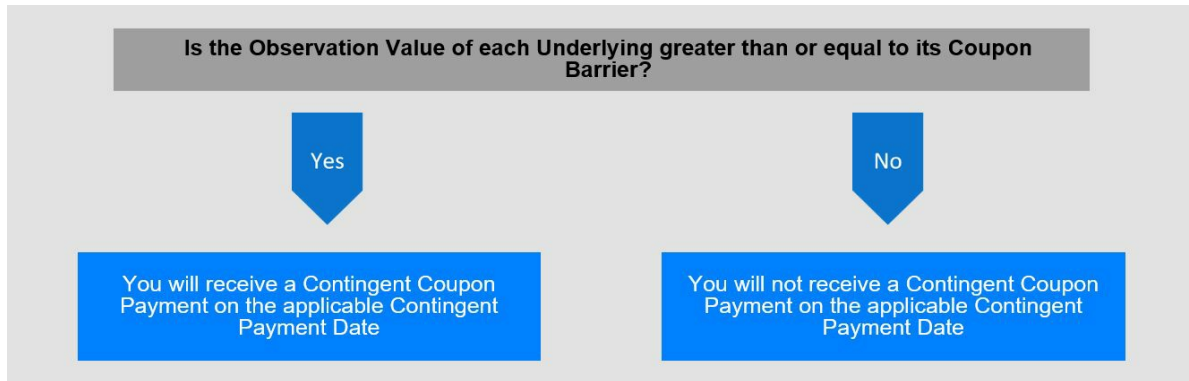 Is the Observation Value of each Underlying greater than or equal to its Coupon
Barrier?
Yes
No
You will receive a Contingent Coupon
Payment on the applicable Contingent
Payment Date
You will not receive a Contingent Coupon
Payment on the applicable Contingent
Payment Date